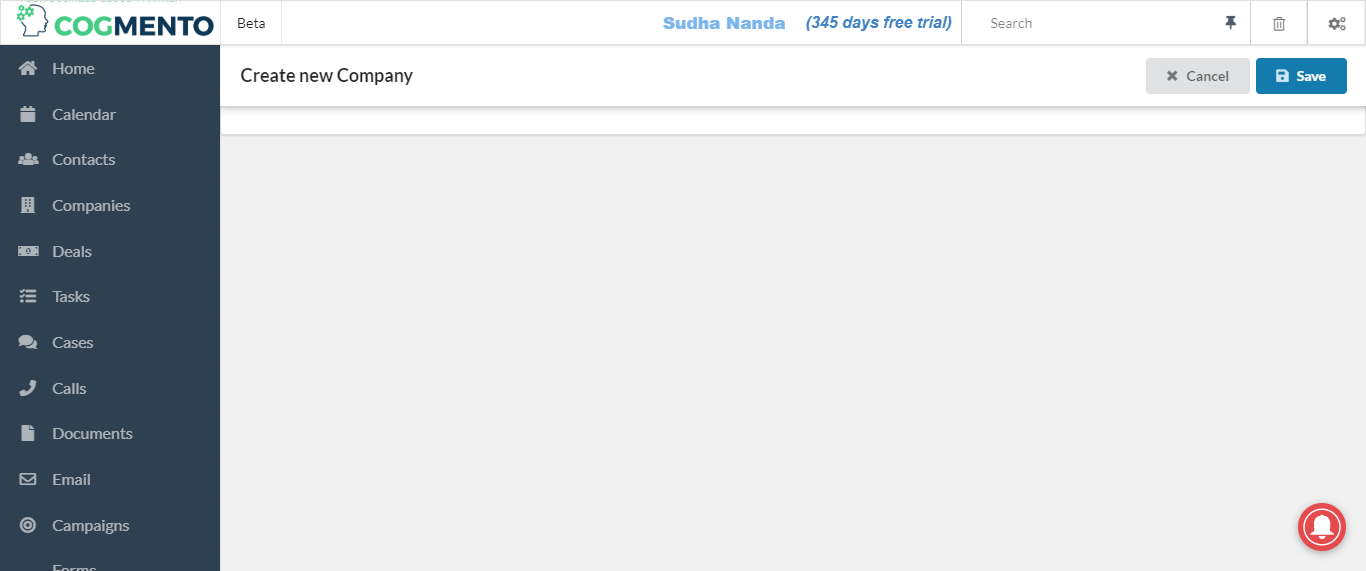 COGMENTO
Beta
Sudha Nanda
(345 days free trial)
Search
Create new Company
Cancel
Save
Home
Calendar
Contacts
Companies
Deals
Tasks
Cases
Calls
Documents
Email
Campaigns
Forms